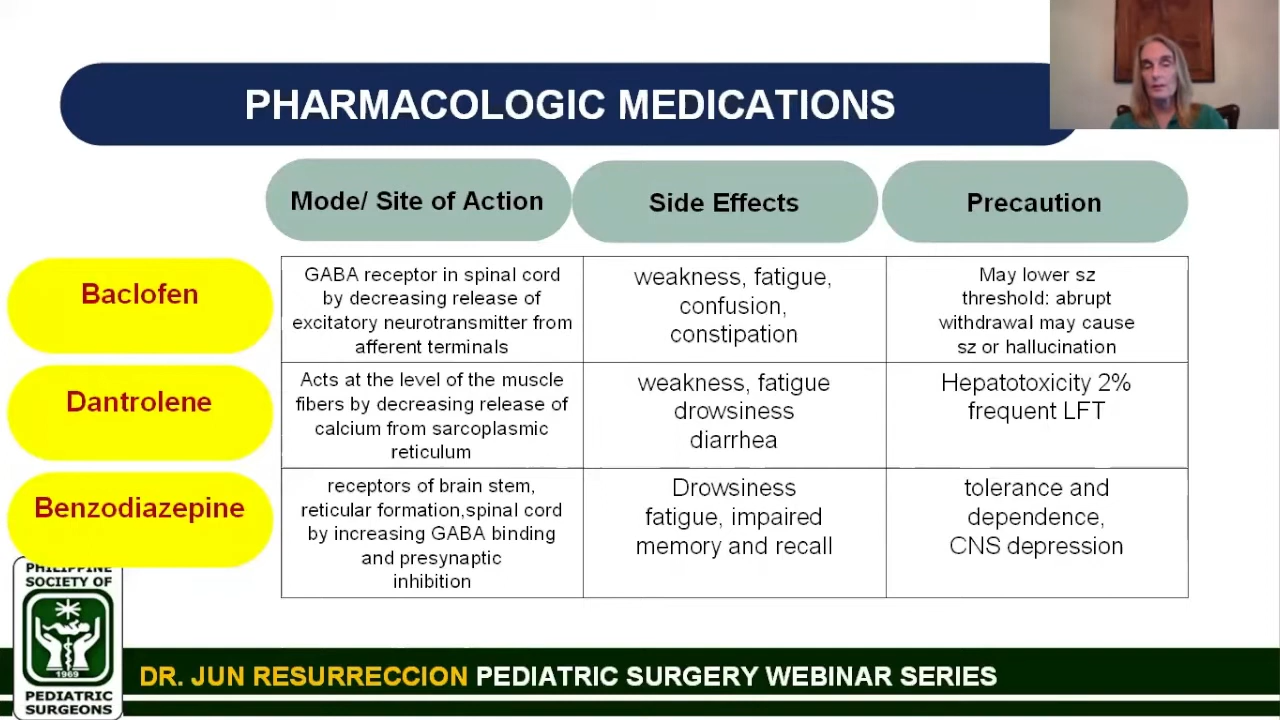 PHARMACOLOGIC MEDICATIONS
Mode/ Site of Action
Side Effects
Precaution
Baclofen
GABA receptor in spinal cord
by decreasing release of
excitatory neurotransmitter from
afferent terminals
weakness, fatigue,
confusion,
constipation
May lower sz
threshold: abrupt
withdrawal may cause
sz or hallucination
Dantrolene
Acts at the level of the muscle
fibers by decreasing release of
calcium from sarcoplasmic
reticulum
weakness, fatigue
drowsiness
diarrhea
Hepatotoxicity 2%
frequent LFT
Benzodiazepine
receptors of brain stem,
reticular formation,spinal cord
by increasing GABA binding
and presynaptic
inhibition
Drowsiness
fatigue, impaired
memory and recall
tolerance and
dependence,
CNS depression
PHILIPPINE
SOCIETY OF
1969
PEDIATRIC
SURGEONS
DR. JUN RESURRECCION PEDIATRIC SURGERY WEBINAR SERIES